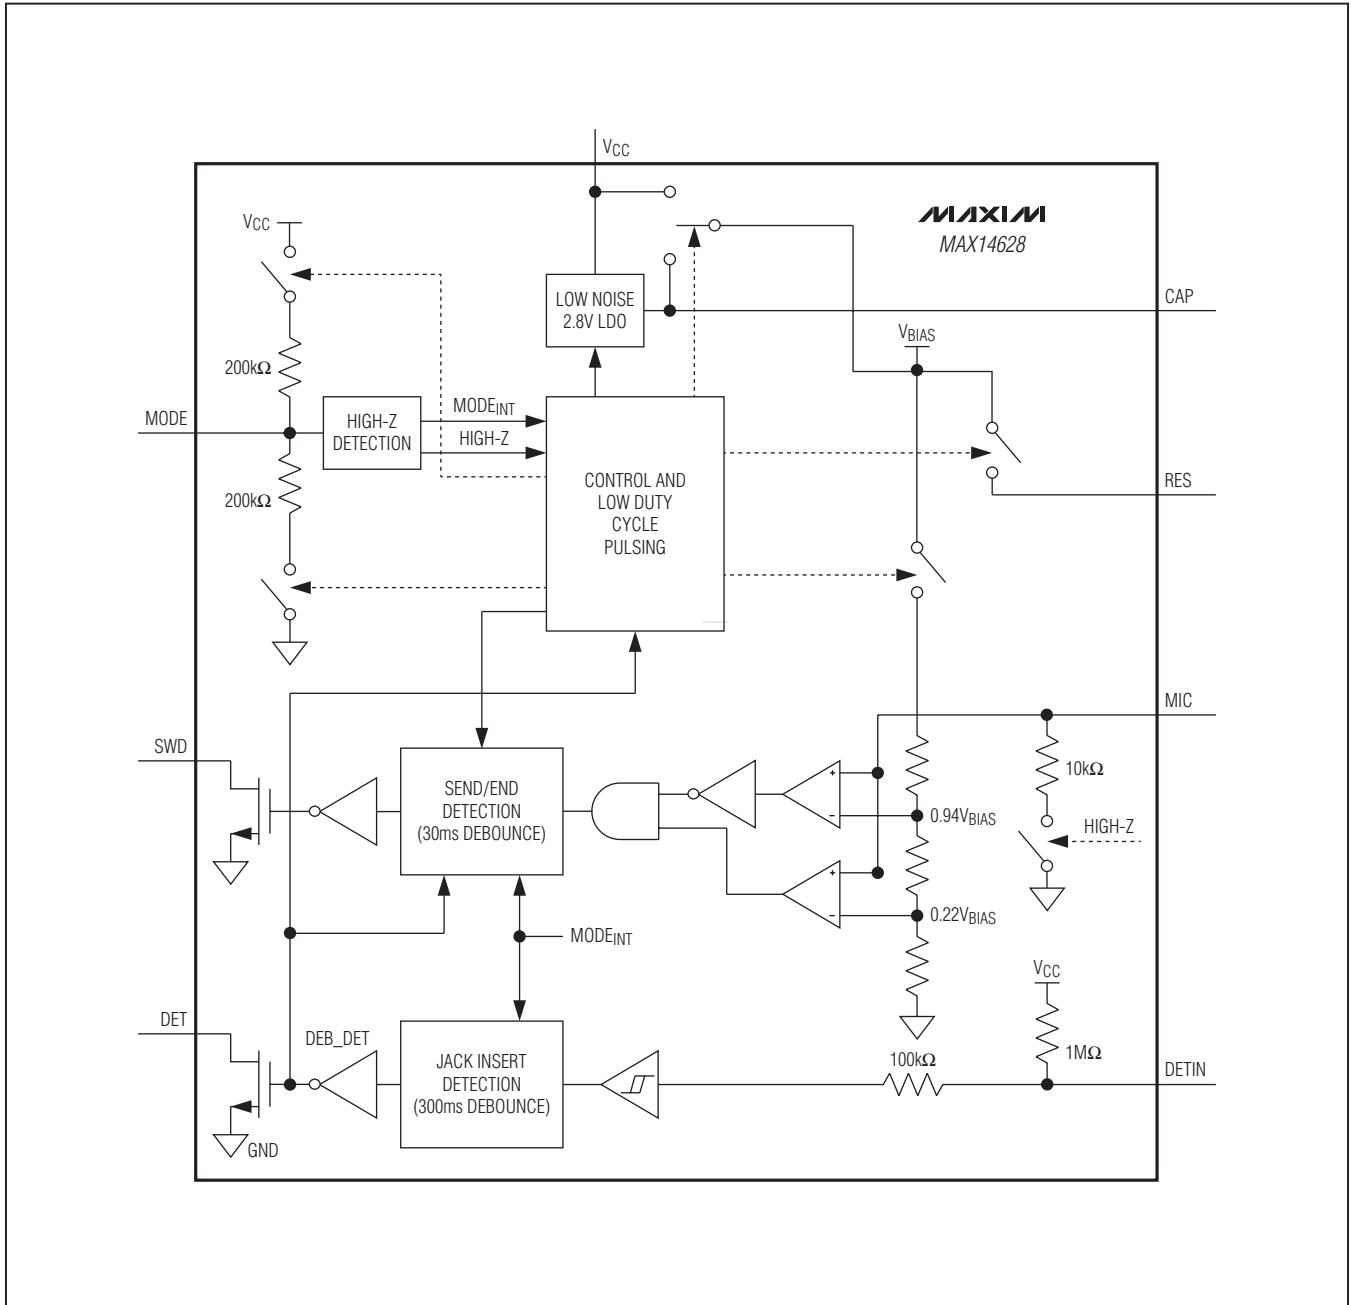 VCC
VCC
MAXIM
MAX14628
LOW NOISE
2.8V LDO
CAP
VBIAS
200kΩ
MODE
HIGH-Z
DETECTION
MODEINT
HIGH-Z
CONTROL AND
LOW DUTY
CYCLE
PULSING
RES
200kΩ
MIC
SWD
SEND/END
DETECTION
(30ms DEBOUNCE)
+
−
0.94VBIAS
10kΩ
HIGH-Z
+
−
0.22VBIAS
MODEINT
VCC
DET
DEB_DET
JACK INSERT
DETECTION
(300ms DEBOUNCE)
100kΩ
1MΩ
DETIN
GND